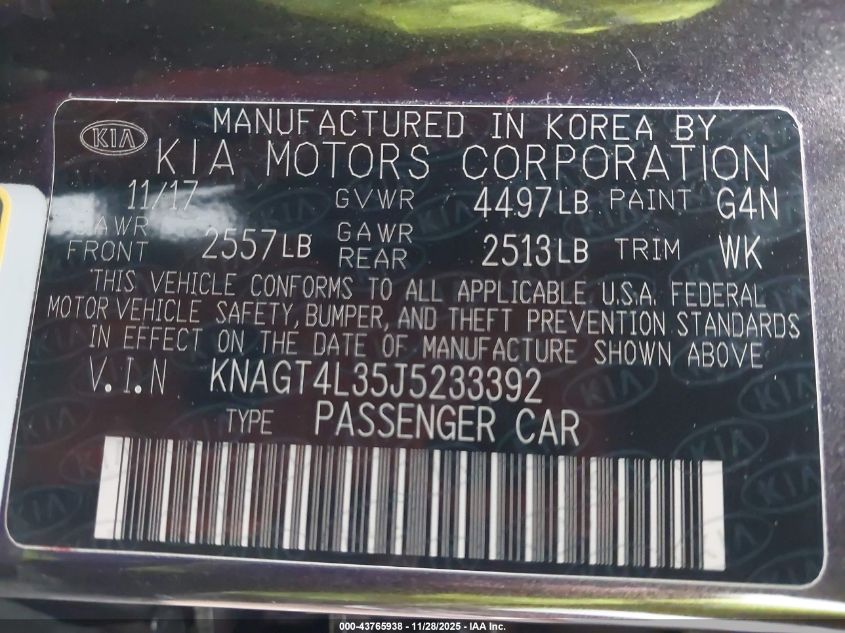 KIA MANUFACTURED IN KOREA BY
KIA MOTORS CORPORATION
11/17 GVWR 4497LB PAINT G4N
GAWR FRONT 2557LB GAWR REAR 2513LB TRIM WK
THIS VEHICLE CONFORMS TO ALL APPLICABLE U.S.A. FEDERAL
MOTOR VEHICLE SAFETY, BUMPER, AND THEFT PREVENTION STANDARDS
IN EFFECT ON THE DATE OF MANUFACTURE SHOWN ABOVE
V.I.N KNAGT4L35J5233392
TYPE PASSENGER CAR
000-43765938 - 11/28/2025 - IAA Inc.